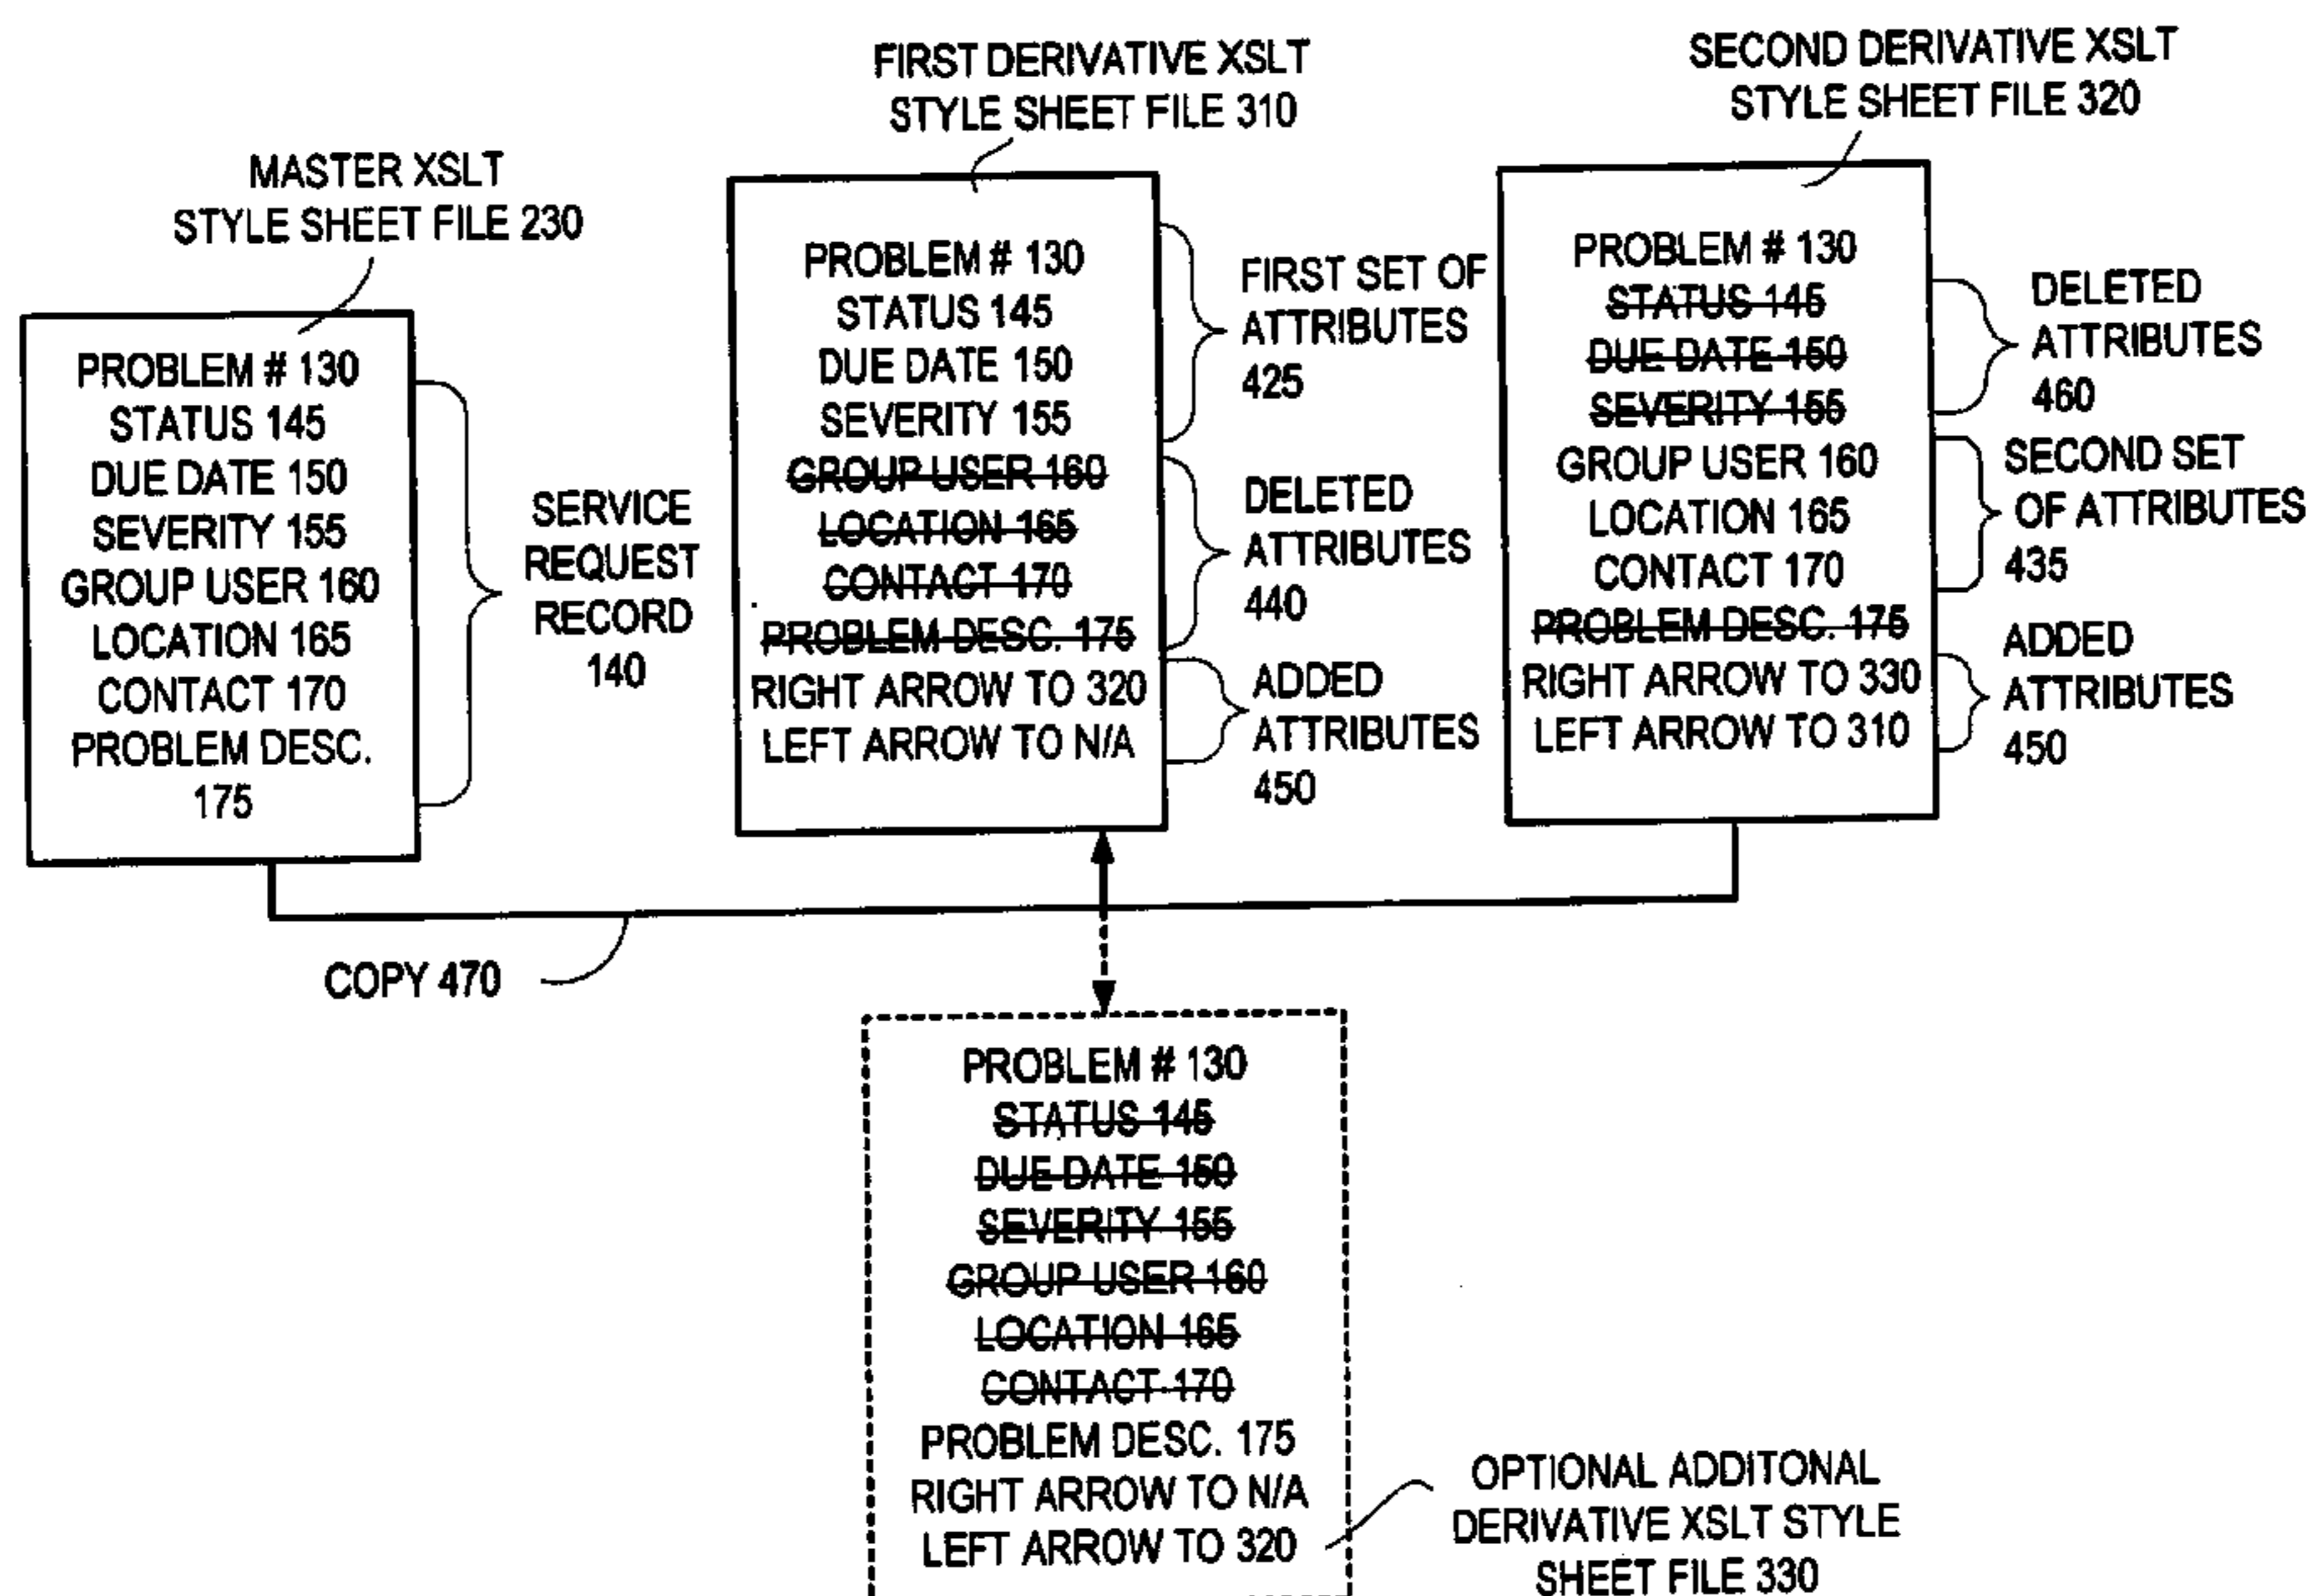 MASTER XSLT
STYLE SHEET FILE 230
PROBLEM # 130
STATUS 145
DUE DATE 150
SEVERITY 155
GROUP USER 160
LOCATION 165
CONTACT 170
PROBLEM DESC.
175
SERVICE
REQUEST
RECORD
140
FIRST DERIVATIVE XSLT
STYLE SHEET FILE 310
PROBLEM # 130
STATUS 145
DUE DATE 150
SEVERITY 155
GROUP USER 160
LOCATION 165
CONTACT 170
PROBLEM DESC. 175
RIGHT ARROW TO 320
LEFT ARROW TO N/A
FIRST SET OF
ATTRIBUTES
425
DELETED
ATTRIBUTES
440
ADDED
ATTRIBUTES
450
SECOND DERIVATIVE XSLT
STYLE SHEET FILE 320
PROBLEM # 130
STATUS 145
DUE DATE 150
SEVERITY 155
GROUP USER 160
LOCATION 165
CONTACT 170
PROBLEM DESC. 175
RIGHT ARROW TO 330
LEFT ARROW TO 310
DELETED
ATTRIBUTES
460
SECOND SET
OF ATTRIBUTES
435
ADDED
ATTRIBUTES
450
COPY 470
PROBLEM # 130
STATUS 145
DUE DATE 150
SEVERITY 155
GROUP USER 160
LOCATION 165
CONTACT 170
PROBLEM DESC. 175
RIGHT ARROW TO N/A
LEFT ARROW TO 320
OPTIONAL ADDITONAL
DERIVATIVE XSLT STYLE
SHEET FILE 330